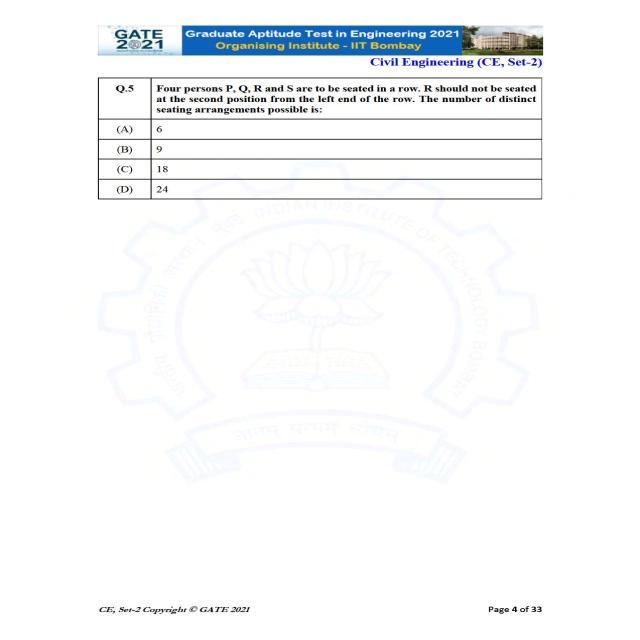 GATE
2021
Graduate Aptitude Test in Engineering 2021
Organising Institute - IIT Bombay
Civil Engineering (CE, Set-2)
Q.5 Four persons P, Q, R and S are to be seated in a row. R should not be seated
at the second position from the left end of the row. The number of distinct
seating arrangements possible is:
(A) 6
(B) 9
(C) 18
(D) 24
INDIAN INSTITUTE OF TECHNOLOGY BOMBAY
CE, Set-2 Copyright © GATE 2021
Page 4 of 33